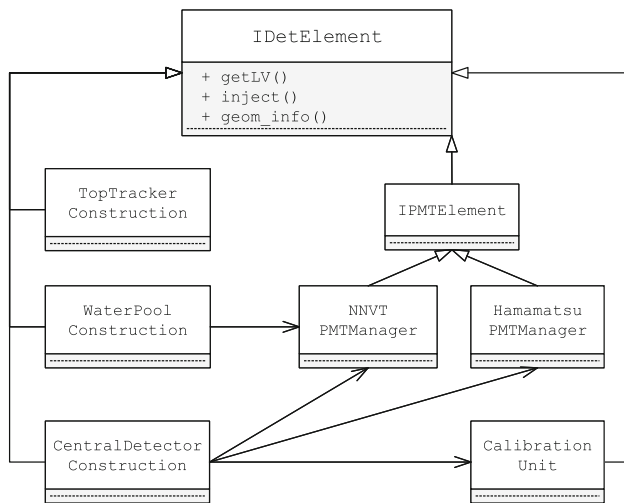 IDetElement
+ getLV()
+ inject()
+ geom_info()
TopTracker
Construction
IPMTElement
WaterPool
Construction
NNVT
PMTManager
Hamamatsu
PMTManager
CentralDetector
Construction
Calibration
Unit